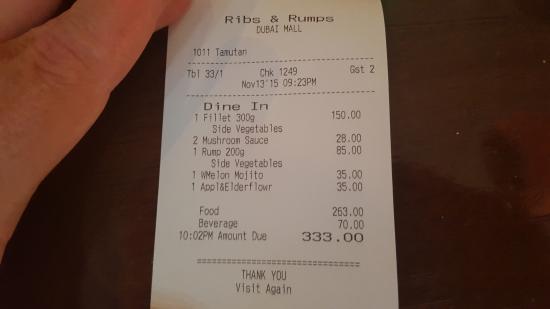 Ribs & Rumps
DUBAI MALL
1011 Tamutan
Tbl 33/1 Chk 1249 Gst 2
Nov13'15 09:23PM
Dine In
1 Fillet 300g 150.00
Side Vegetables
2 Mushroom Sauce 28.00
1 Rump 200g 85.00
Side Vegetables
1 WMelon Mojito 35.00
1 Appl&Elderflowr 35.00
Food 263.00
Beverage 70.00
10:02PM Amount Due 333.00
================================
THANK YOU
Visit Again